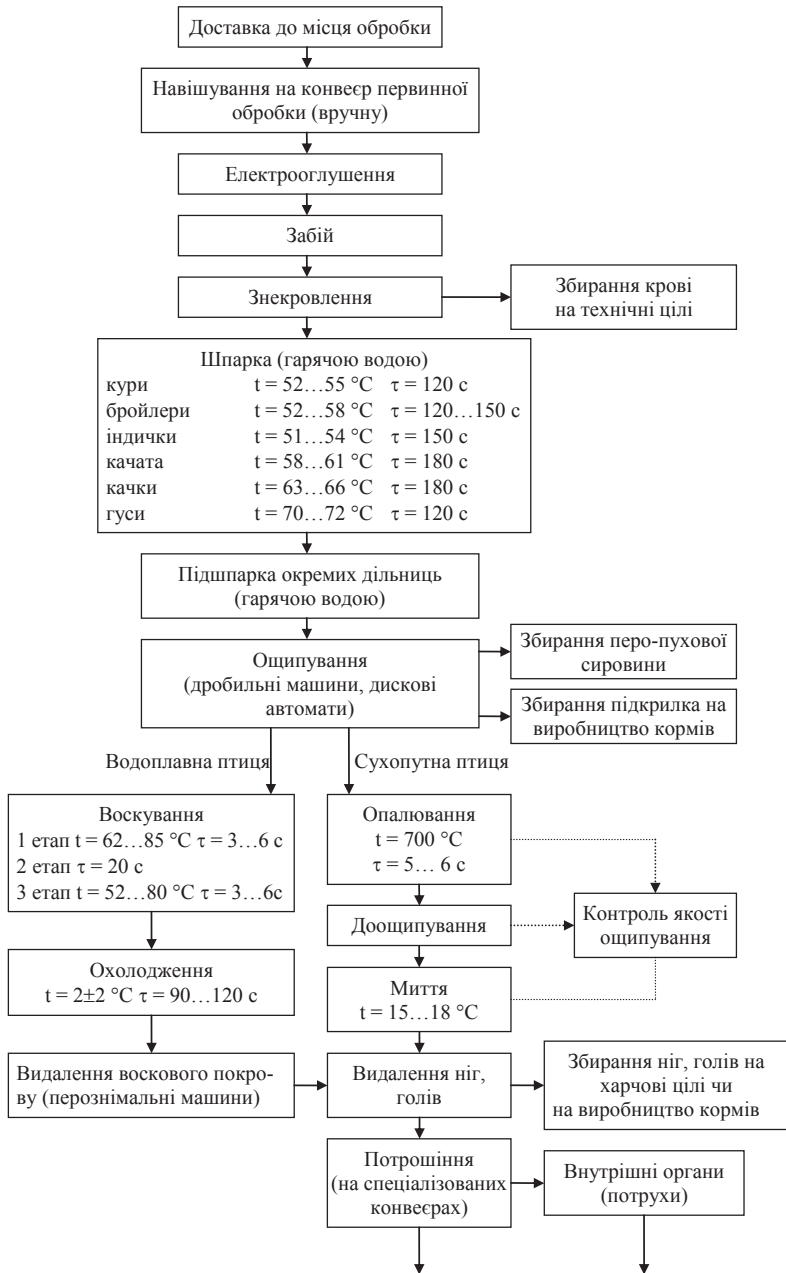 Доставка до місця обробки
Навішування на конвеєр первинної
обробки (вручну)
Електрооглушення
Забій
Знекровлення
Збирання крові
на технічні цілі
Шпарка (гарячою водою)
кури t = 52…55 °C τ = 120 с
бройлери t = 52…58 °C τ = 120…150 с
індички t = 51…54 °C τ = 150 с
качата t = 58…61 °C τ = 180 с
качки t = 63…66 °C τ = 180 с
гуси t = 70…72 °C τ = 120 с
Підшпарка окремих дільниць
(гарячою водою)
Ощипування
(дробильні машини, дискові
автомати)
Збирання перо-пухової
сировини
Збирання підкрилка на
виробництво кормів
Водоплавна птиця
Сухопутна птиця
Воскування
1 етап t = 62…85 °C τ = 3…6 с
2 етап τ = 20 с
3 етап t = 52…80 °C τ = 3…6с
Опалювання
t = 700 °C
τ = 5… 6 с
Доощипування
Контроль якості
ощипування
Охолодження
t = 2±2 °C τ = 90…120 с
Миття
t = 15…18 °C
Видалення воскового покро-
ву (перознімальні машини)
Видалення ніг,
голів
Збирання ніг, голів на
харчові цілі чи
на виробництво кормів
Потрошіння
(на спеціалізованих
конвеєрах)
Внутрішні органи
(потрухи)